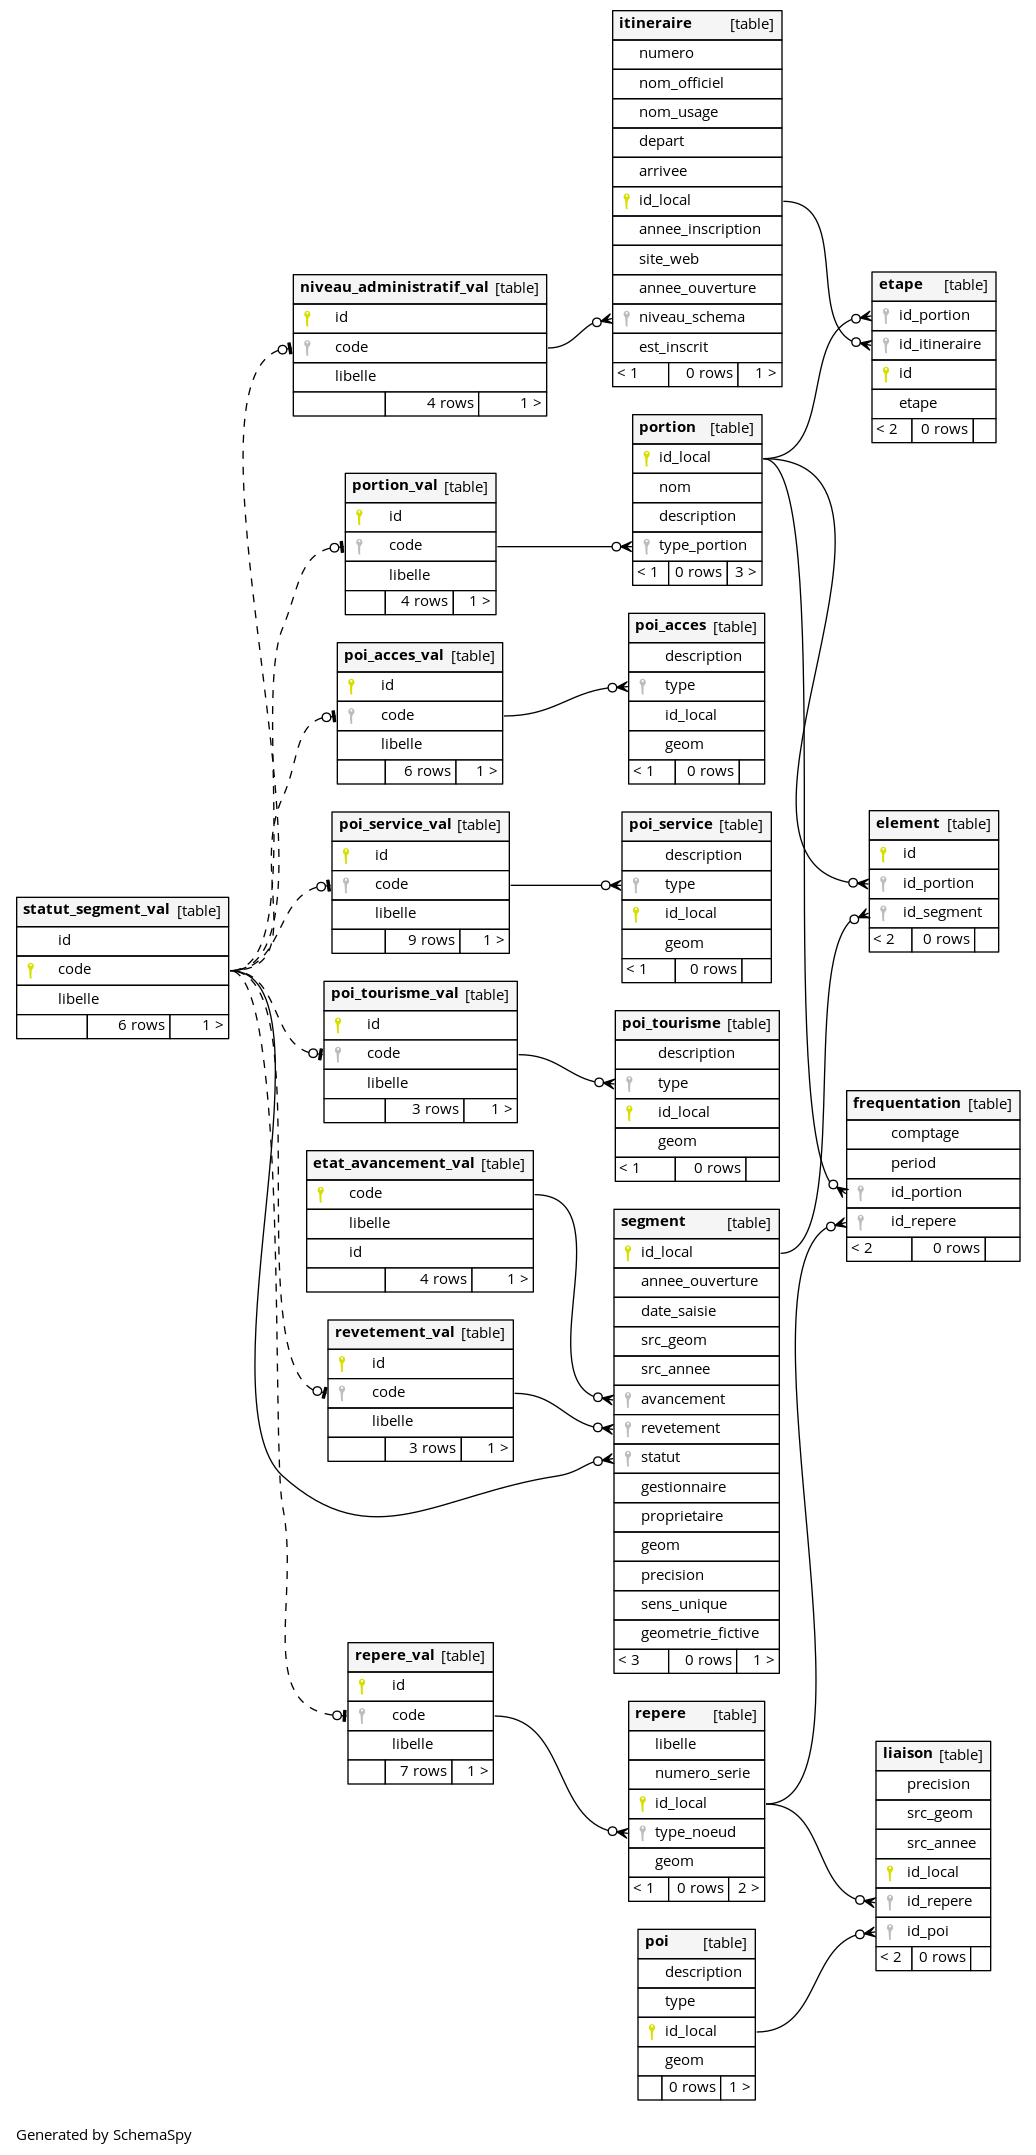 itineraire [table]
numero
nom_officiel
nom_usage
depart
arrivee
id_local
annee_inscription
site_web
annee_ouverture
niveau_schema
est_inscrit
< 1 0 rows 1 >
etape [table]
id_portion
id_itineraire
id
etape
< 2 0 rows
niveau_administratif_val [table]
id
code
libelle
4 rows 1 >
portion [table]
id_local
nom
description
type_portion
< 1 0 rows 3 >
portion_val [table]
id
code
libelle
4 rows 1 >
poi_acces [table]
description
type
id_local
geom
< 1 0 rows
poi_acces_val [table]
id
code
libelle
6 rows 1 >
poi_service_val [table]
id
code
libelle
9 rows 1 >
poi_service [table]
description
type
id_local
geom
< 1 0 rows
element [table]
id
id_portion
id_segment
< 2 0 rows
statut_segment_val [table]
id
code
libelle
6 rows 1 >
poi_tourisme_val [table]
id
code
libelle
3 rows 1 >
poi_tourisme [table]
description
type
id_local
geom
< 1 0 rows
frequentation [table]
comptage
period
id_portion
id_repere
< 2 0 rows
etat_avancement_val [table]
code
libelle
id
4 rows 1 >
segment [table]
id_local
annee_ouverture
date_saisie
src_geom
src_annee
avancement
revetement
statut
gestionnaire
proprietaire
geom
precision
sens_unique
geometrie_fictive
< 3 0 rows 1 >
revetement_val [table]
id
code
libelle
3 rows 1 >
repere_val [table]
id
code
libelle
7 rows 1 >
repere [table]
libelle
numero_serie
id_local
type_noeud
geom
< 1 0 rows 2 >
liaison [table]
precision
src_geom
src_annee
id_local
id_repere
id_poi
< 2 0 rows
poi [table]
description
type
id_local
geom
0 rows 1 >
Generated by SchemaSpy